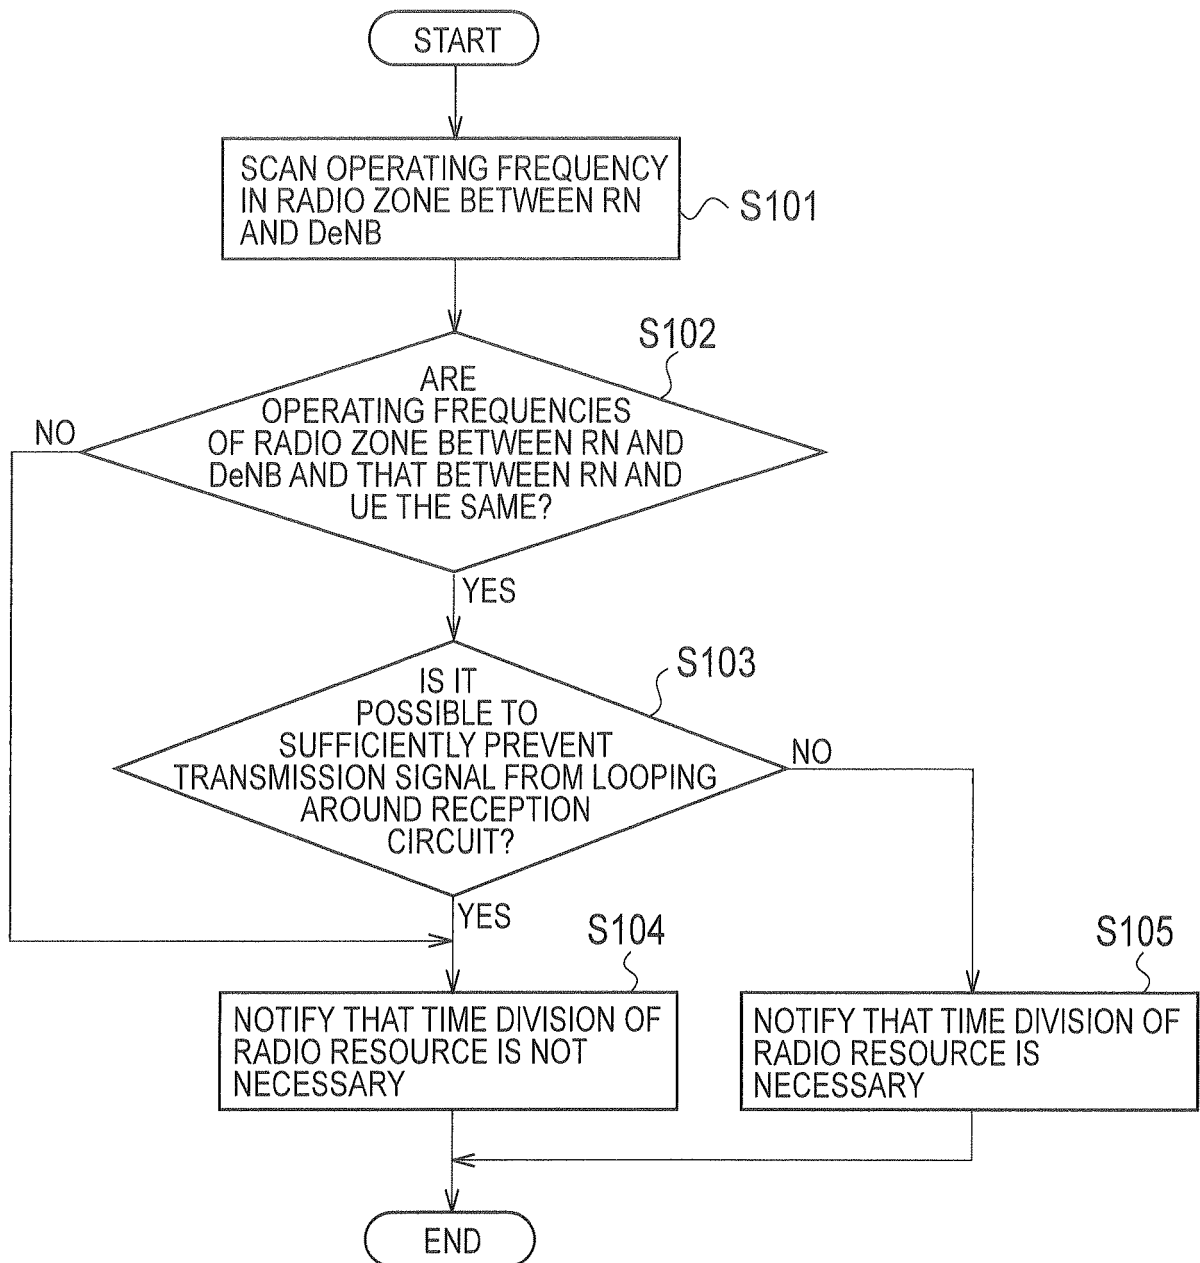 START
SCAN OPERATING FREQUENCY
IN RADIO ZONE BETWEEN RN
AND DeNB
S101
S102
ARE
OPERATING FREQUENCIES
OF RADIO ZONE BETWEEN RN AND
DeNB AND THAT BETWEEN RN AND
UE THE SAME?
NO
YES
S103
IS IT
POSSIBLE TO
SUFFICIENTLY PREVENT
TRANSMISSION SIGNAL FROM LOOPING
AROUND RECEPTION
CIRCUIT?
NO
YES
S104
NOTIFY THAT TIME DIVISION OF
RADIO RESOURCE IS NOT
NECESSARY
S105
NOTIFY THAT TIME DIVISION OF
RADIO RESOURCE IS
NECESSARY
END